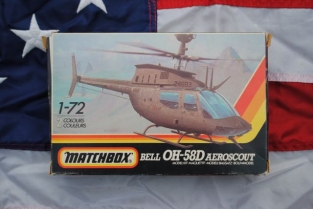 1-72
COLOURS
COULEURS
MATCHBOX
BELL OH-58D AEROSCOUT